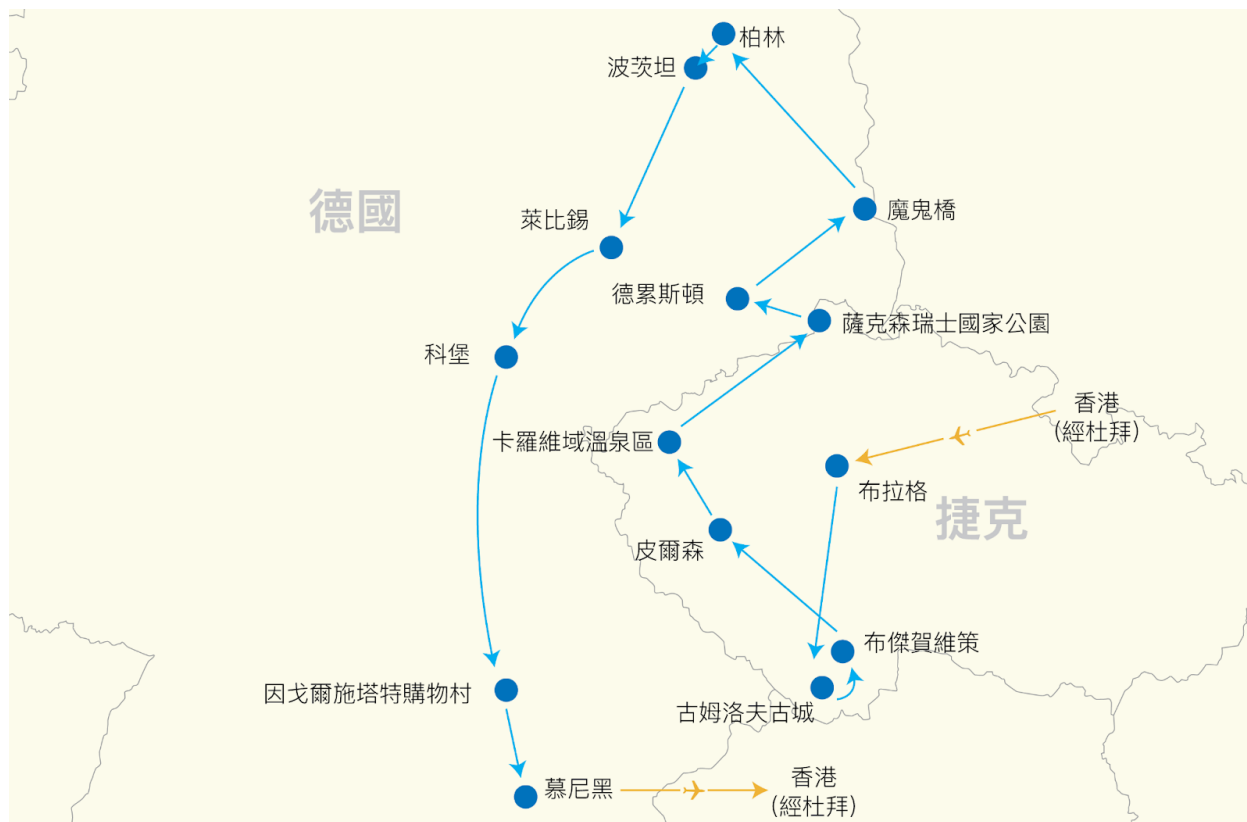 柏林
波茨坦
德國
魔鬼橋
萊比錫
德累斯頓
薩克森瑞士國家公園
科堡
香港
(經杜拜)
卡羅維域溫泉區
布拉格
捷克
皮爾森
布傑賀維策
因戈爾施塔特購物村
古姆洛夫古城
慕尼黑
香港
(經杜拜)